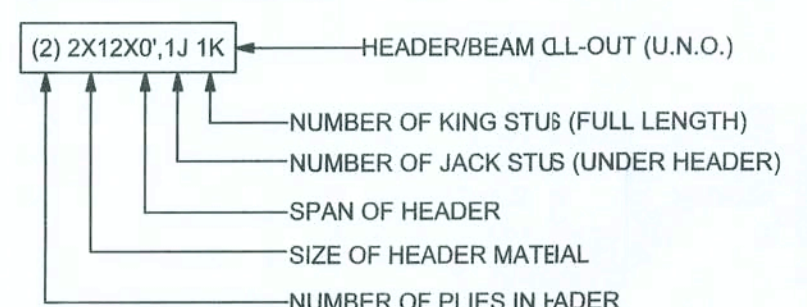 (2) 2X12X0',1J 1K
HEADER/BEAM CLL-OUT (U.N.O.)
NUMBER OF KING STUS (FULL LENGTH)
NUMBER OF JACK STUS (UNDER HEADER)
SPAN OF HEADER
SIZE OF HEADER MATEIAL
NUMBER OF PLIES IN HADER